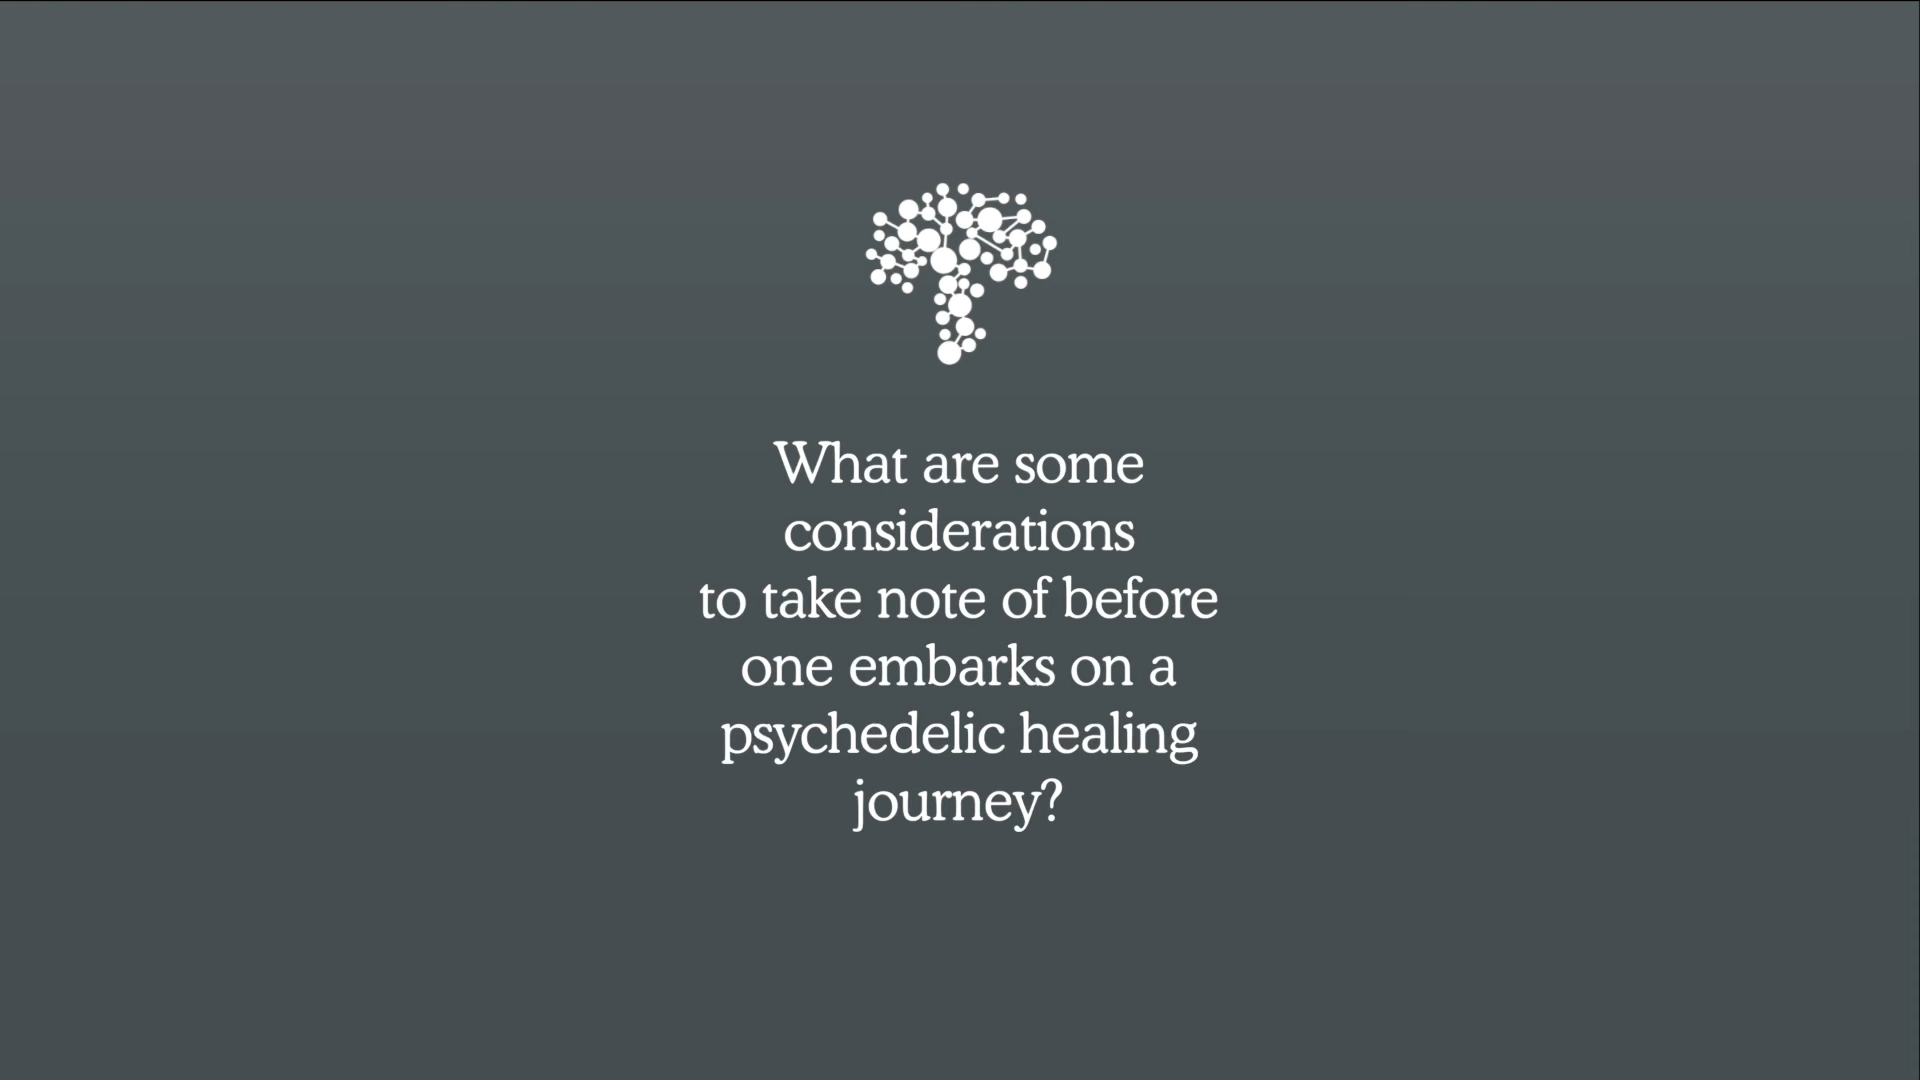 What are some
considerations
to take note of before
one embarks on a
psychedelic healing
journey?